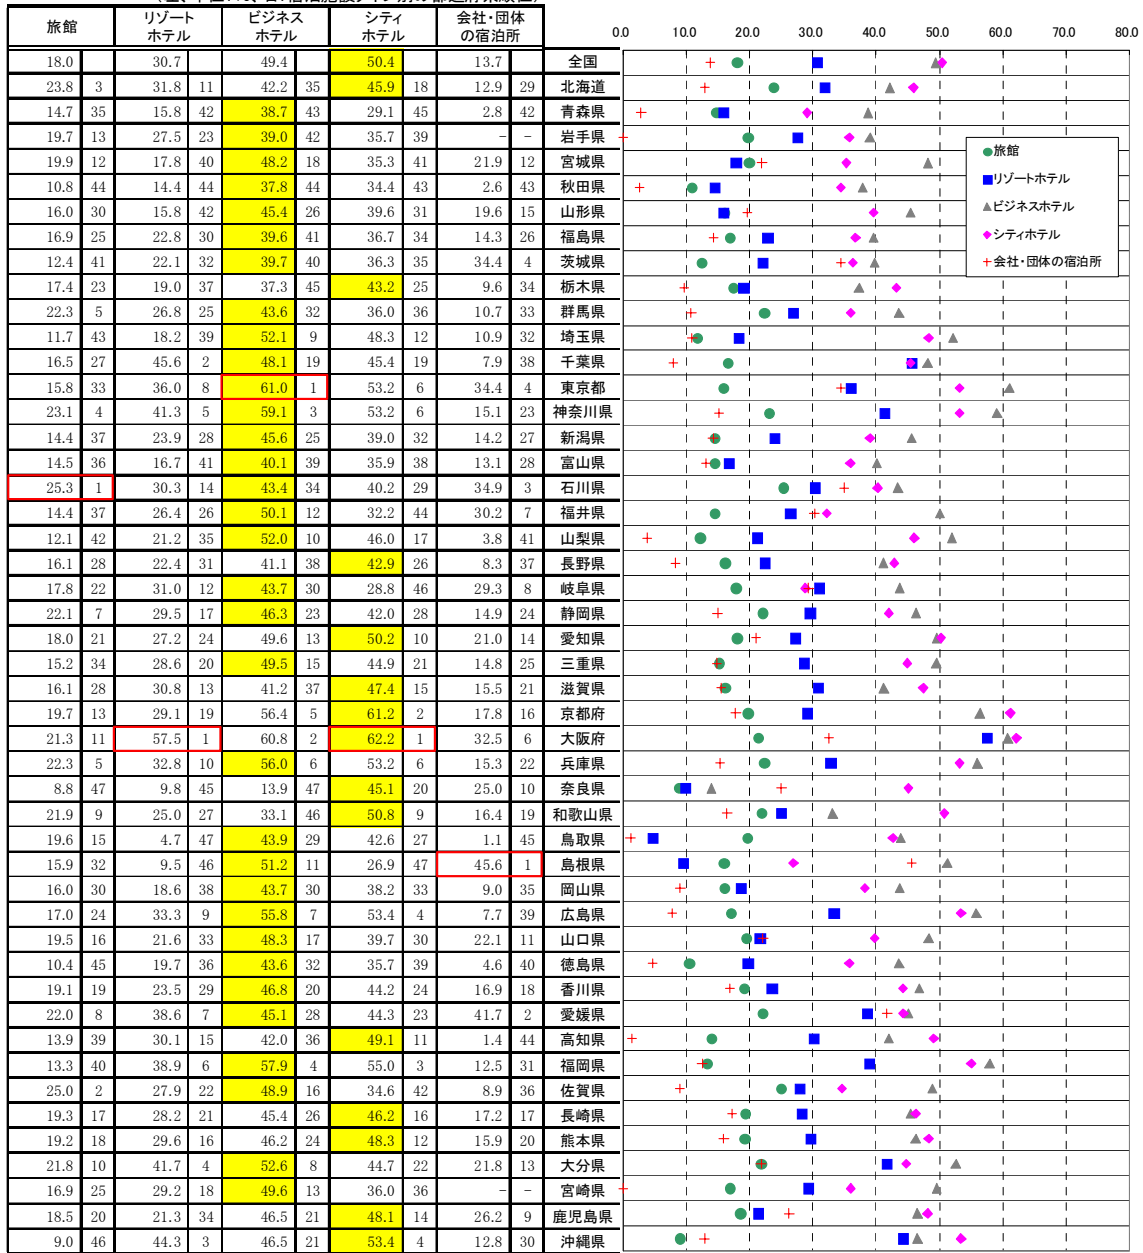 旅館 リゾートホテル ビジネスホテル シティホテル 会社・団体の宿泊所
0.0 10.0 20.0 30.0 40.0 50.0 60.0 70.0 80.0
18.0 30.7 49.4 50.4 13.7 全国
23.8 3 31.8 11 42.2 35 45.9 18 12.9 29 北海道
14.7 35 15.8 42 38.7 43 29.1 45 2.8 42 青森県
19.7 13 27.5 23 39.0 42 35.7 39 － － 岩手県
19.9 12 17.8 40 48.2 18 35.3 41 21.9 12 宮城県
10.8 44 14.4 44 37.8 44 34.4 43 2.6 43 秋田県
16.0 30 15.8 42 45.4 26 39.6 31 19.6 15 山形県
16.9 25 22.8 30 39.6 41 36.7 34 14.3 26 福島県
12.4 41 22.1 32 39.7 40 36.3 35 34.4 4 茨城県
17.4 23 19.0 37 37.3 45 43.2 25 9.6 34 栃木県
22.3 5 26.8 25 43.6 32 36.0 36 10.7 33 群馬県
11.7 43 18.2 39 52.1 9 48.3 12 10.9 32 埼玉県
16.5 27 45.6 2 48.1 19 45.4 19 7.9 38 千葉県
15.8 33 36.0 8 61.0 1 53.2 6 34.4 4 東京都
23.1 4 41.3 5 59.1 3 53.2 6 15.1 23 神奈川県
14.4 37 23.9 28 45.6 25 39.0 32 14.2 27 新潟県
14.5 36 16.7 41 40.1 39 35.9 38 13.1 28 富山県
25.3 1 30.3 14 43.4 34 40.2 29 34.9 3 石川県
14.4 37 26.4 26 50.1 12 32.2 44 30.2 7 福井県
12.1 42 21.2 35 52.0 10 46.0 17 3.8 41 山梨県
16.1 28 22.4 31 41.1 38 42.9 26 8.3 37 長野県
17.8 22 31.0 12 43.7 30 28.8 46 29.3 8 岐阜県
22.1 7 29.5 17 46.3 23 42.0 28 14.9 24 静岡県
18.0 21 27.2 24 49.6 13 50.2 10 21.0 14 愛知県
15.2 34 28.6 20 49.5 15 44.9 21 14.8 25 三重県
16.1 28 30.8 13 41.2 37 47.4 15 15.5 21 滋賀県
19.7 13 29.1 19 56.4 5 61.2 2 17.8 16 京都府
21.3 11 57.5 1 60.8 2 62.2 1 32.5 6 大阪府
22.3 5 32.8 10 56.0 6 53.2 6 15.3 22 兵庫県
8.8 47 9.8 45 13.9 47 45.1 20 25.0 10 奈良県
21.9 9 25.0 27 33.1 46 50.8 9 16.4 19 和歌山県
19.6 15 4.7 47 43.9 29 42.6 27 1.1 45 鳥取県
15.9 32 9.5 46 51.2 11 26.9 47 45.6 1 島根県
16.0 30 18.6 38 43.7 30 38.2 33 9.0 35 岡山県
17.0 24 33.3 9 55.8 7 53.4 4 7.7 39 広島県
19.5 16 21.6 33 48.3 17 39.7 30 22.1 11 山口県
10.4 45 19.7 36 43.6 32 35.7 39 4.6 40 徳島県
19.1 19 23.5 29 46.8 20 44.2 24 16.9 18 香川県
22.0 8 38.6 7 45.1 28 44.3 23 41.7 2 愛媛県
13.9 39 30.1 15 42.0 36 49.1 11 1.4 44 高知県
13.3 40 38.9 6 57.9 4 55.0 3 12.5 31 福岡県
25.0 2 27.9 22 48.9 16 34.6 42 8.9 36 佐賀県
19.3 17 28.2 21 45.4 26 46.2 16 17.2 17 長崎県
19.2 18 29.6 16 46.2 24 48.3 12 15.9 20 熊本県
21.8 10 41.7 4 52.6 8 44.7 22 21.8 13 大分県
16.9 25 29.2 18 49.6 13 36.0 36 － － 宮崎県
18.5 20 21.3 34 46.5 21 48.1 14 26.2 9 鹿児島県
9.0 46 44.3 3 46.5 21 53.4 4 12.8 30 沖縄県
旅館
リゾートホテル
ビジネスホテル
シティホテル
会社・団体の宿泊所